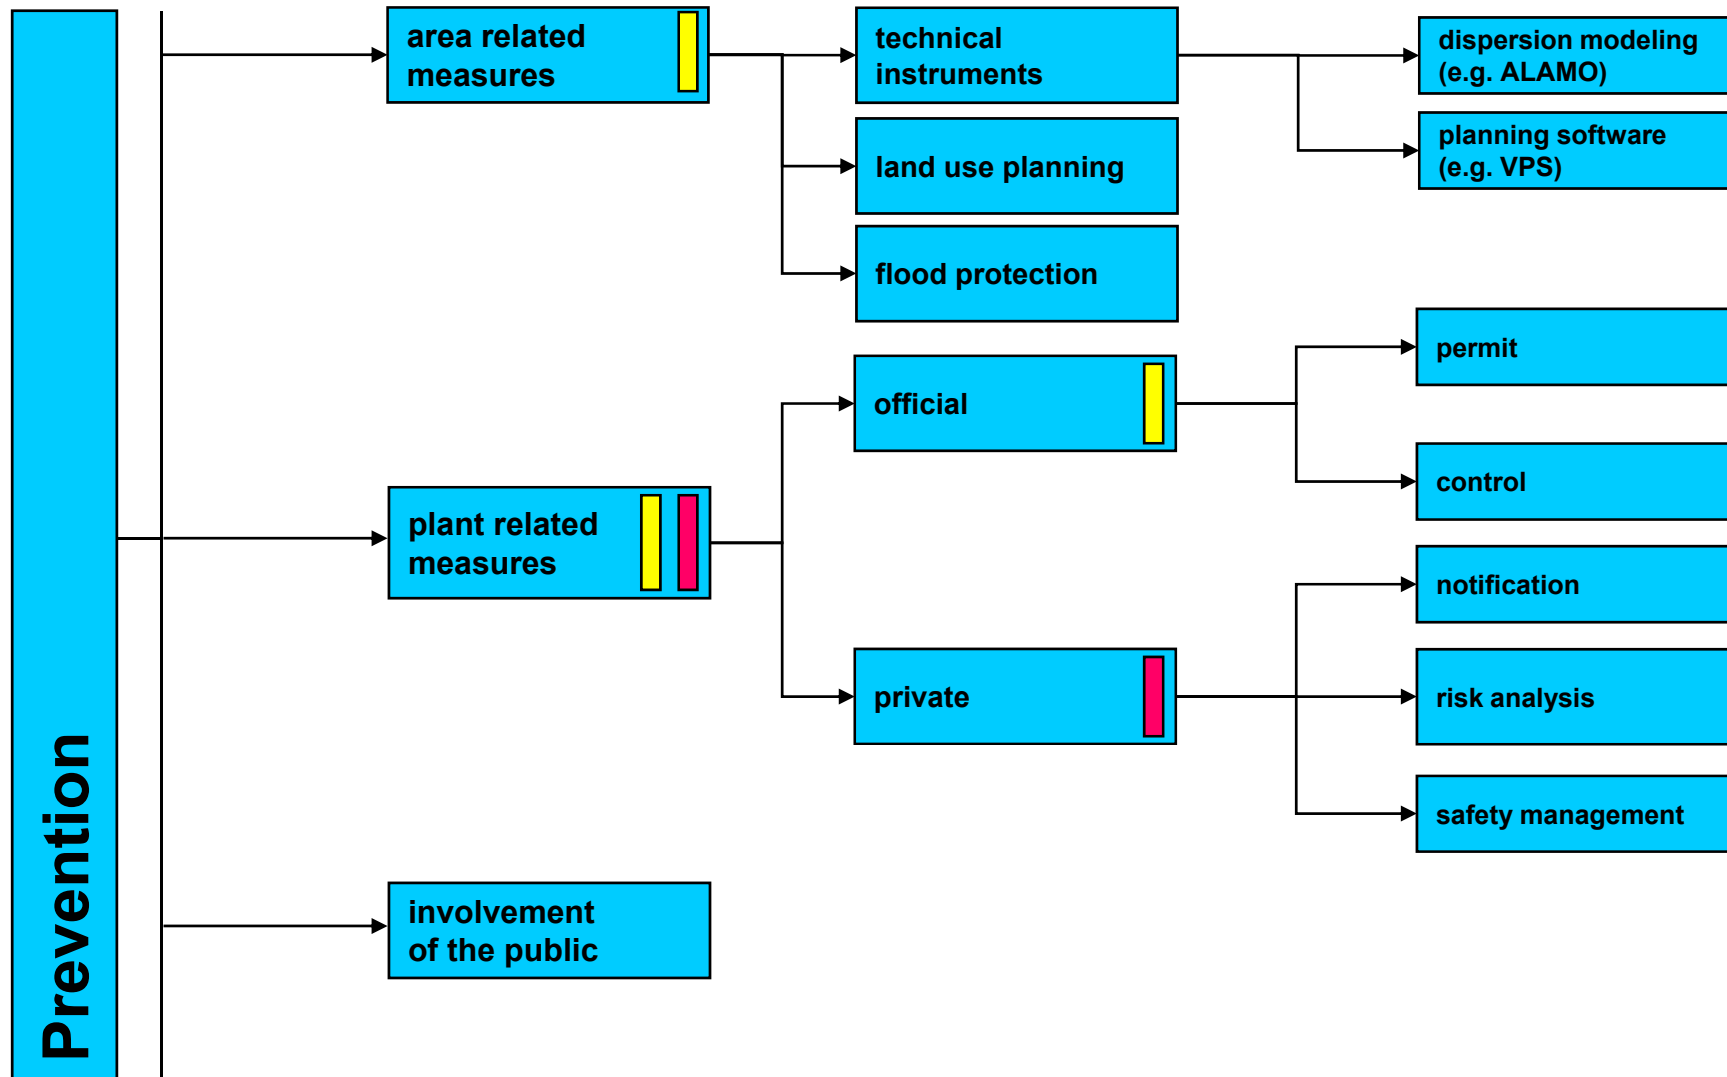 Prevention
area related
measures
technical
instruments
dispersion modeling
(e.g. ALAMO)
planning software
(e.g. VPS)
land use planning
flood protection
plant related
measures
official
permit
control
private
notification
risk analysis
safety management
involvement
of the public